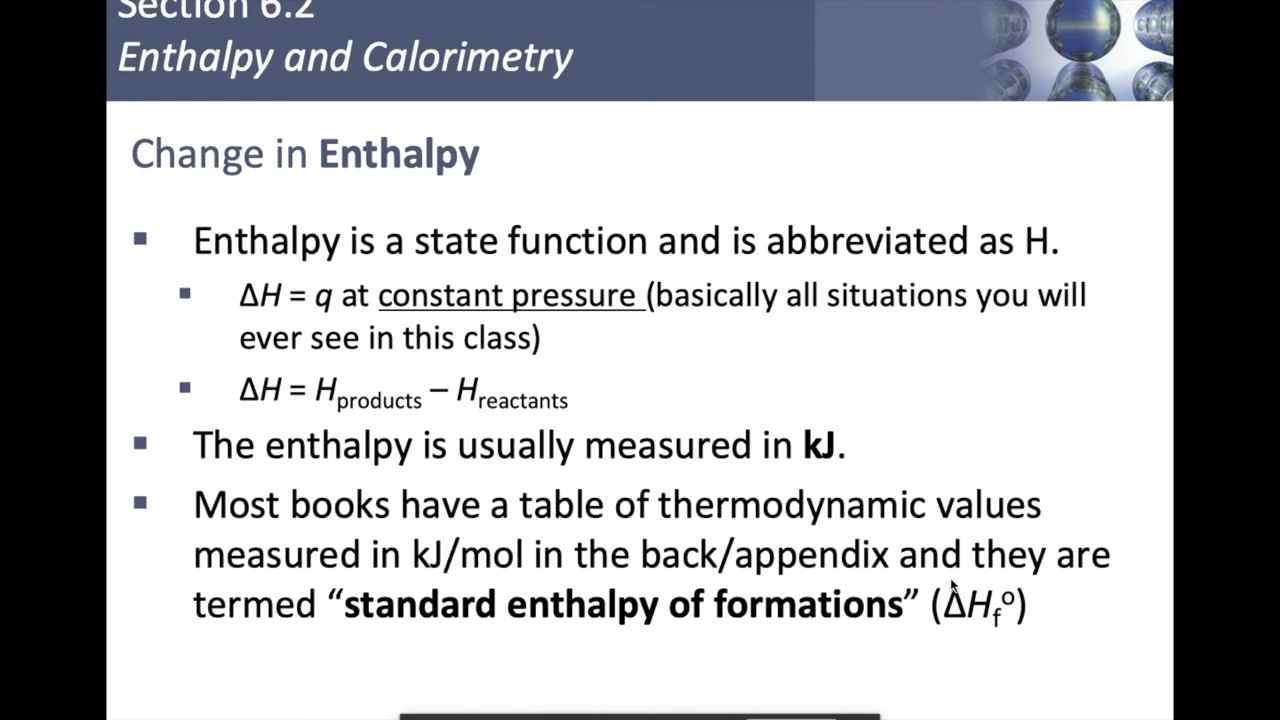 Section 6.2
Enthalpy and Calorimetry
Change in Enthalpy
▪ Enthalpy is a state function and is abbreviated as H.
▪ ΔH = q at constant pressure (basically all situations you will
ever see in this class)
▪ ΔH = Hproducts – Hreactants
▪ The enthalpy is usually measured in kJ.
▪ Most books have a table of thermodynamic values
measured in kJ/mol in the back/appendix and they are
termed “standard enthalpy of formations” (ΔHfº)